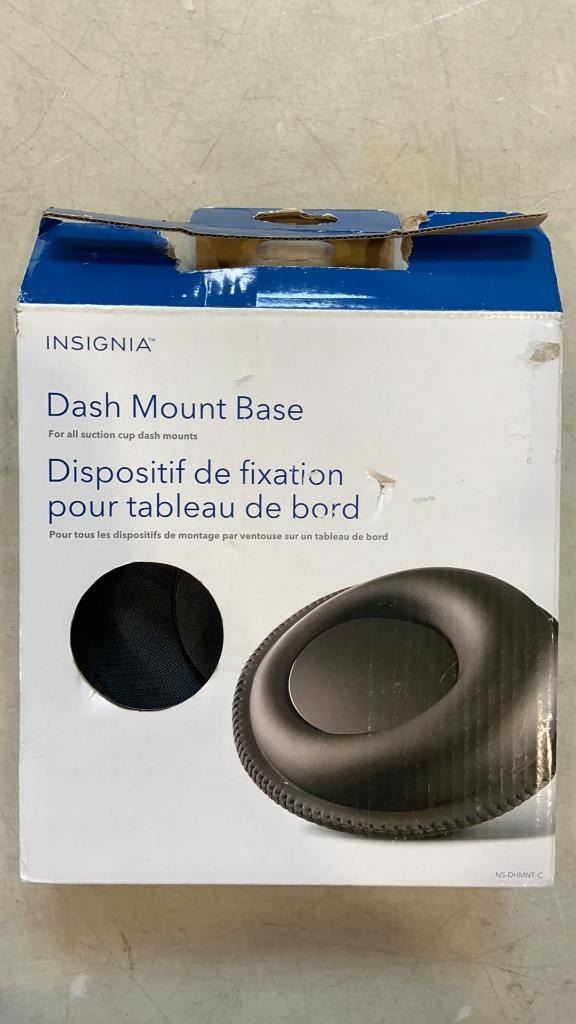 INSIGNIA™
Dash Mount Base
For all suction cup dash mounts
Dispositif de fixation
pour tableau de bord
Pour tous les dispositifs de montage par ventouse sur un tableau de bord
NS-DHMNT-C